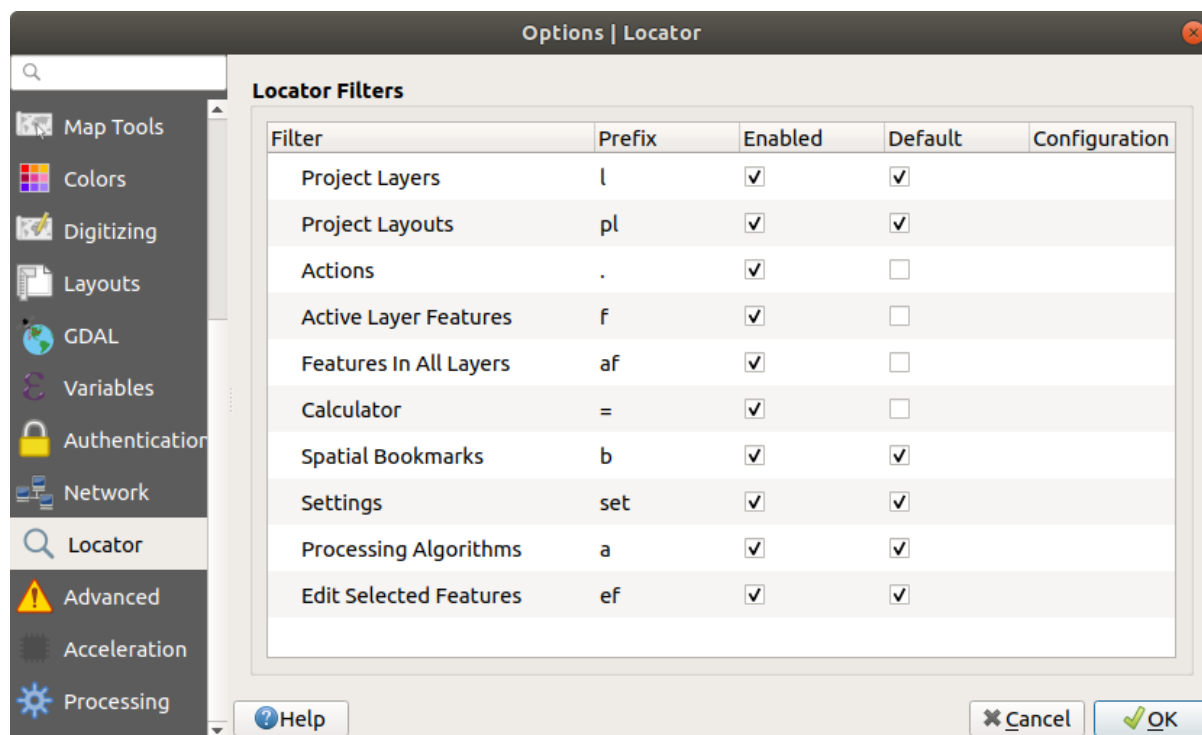 Options | Locator
Map Tools
Colors
Digitizing
Layouts
GDAL
Variables
Authentication
Network
Locator
Advanced
Acceleration
Processing
Locator Filters
Filter Prefix Enabled Default Configuration
Project Layers l
Project Layouts pl
Actions .
Active Layer Features f
Features In All Layers af
Calculator =
Spatial Bookmarks b
Settings set
Processing Algorithms a
Edit Selected Features ef
Help Cancel OK